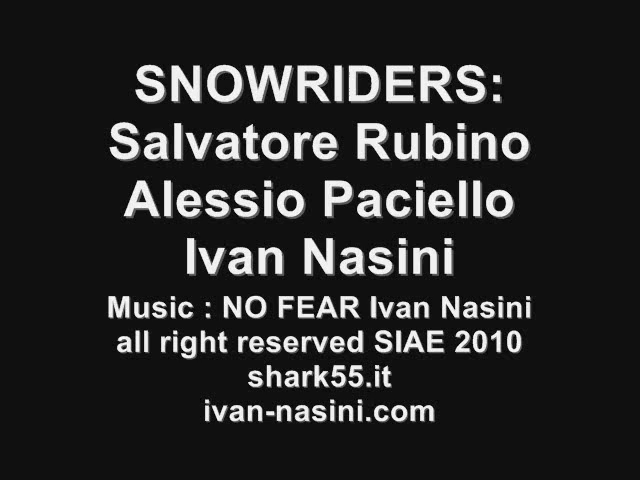 SNOWRIDERS:
Salvatore Rubino
Alessio Paciello
Ivan Nasini
Music : NO FEAR Ivan Nasini
all right reserved SIAE 2010
shark55.it
ivan-nasini.com